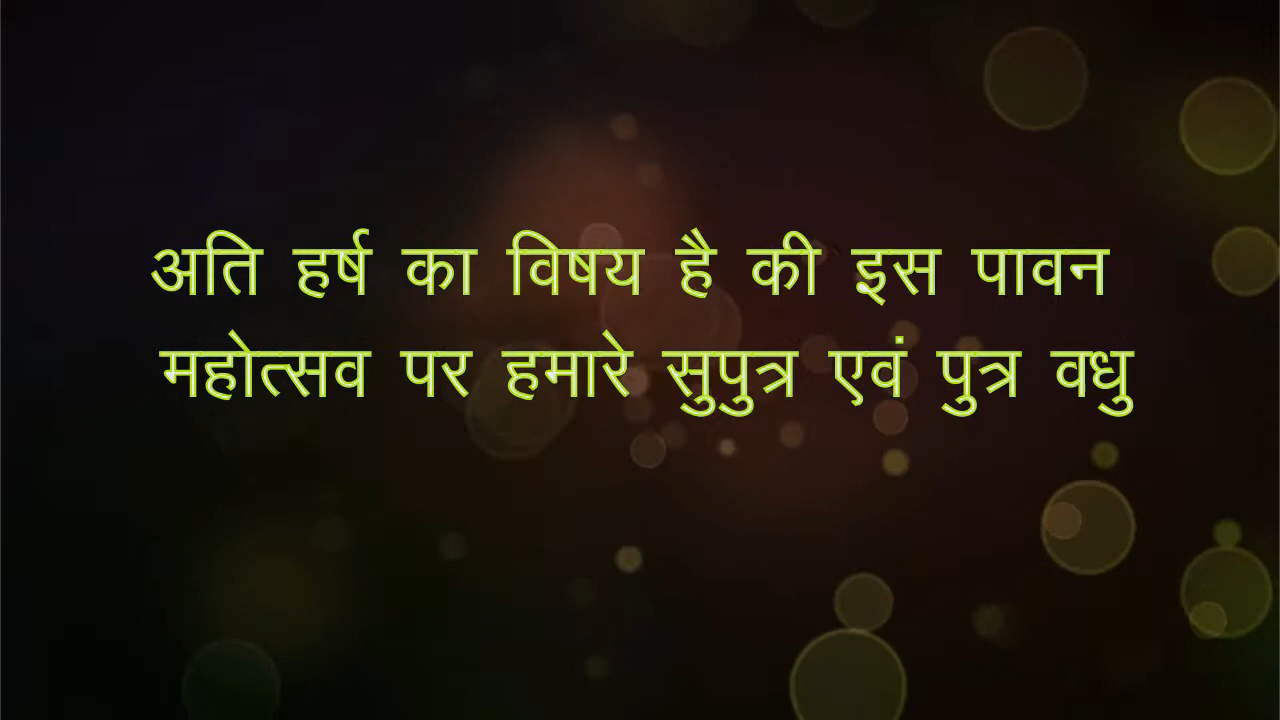 अति हर्ष का विषय है की इस पावन
महोत्सव पर हमारे सुपुत्र एवं पुत्र वधु